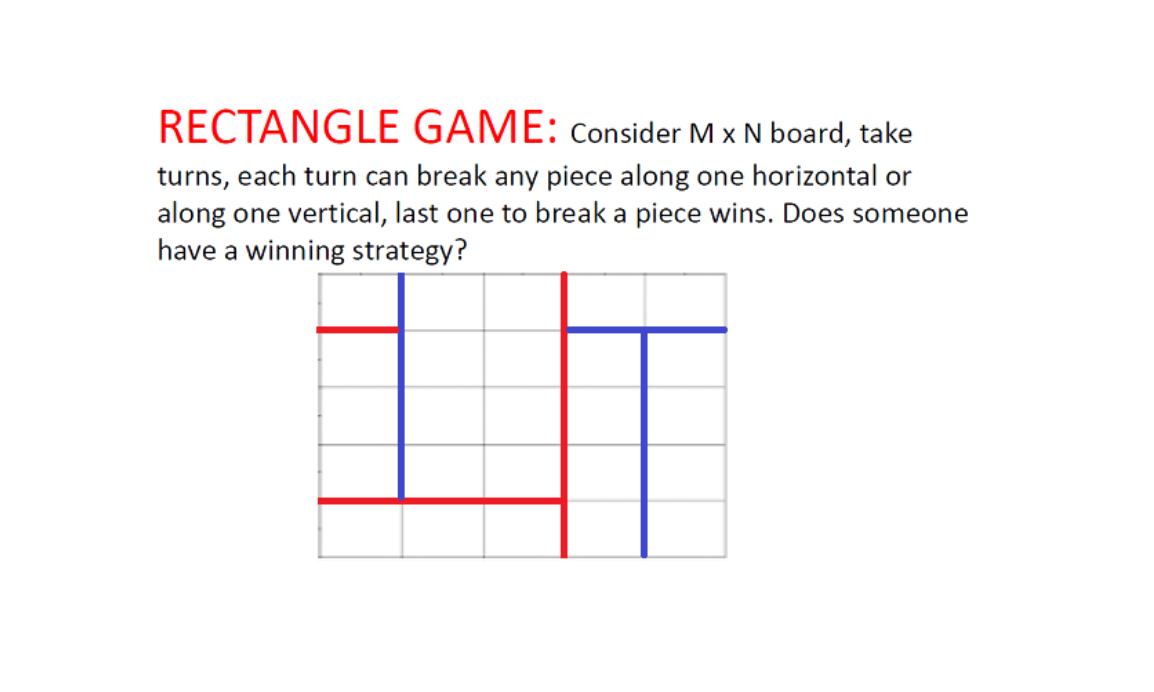 RECTANGLE GAME: Consider M x N board, take
turns, each turn can break any piece along one horizontal or
along one vertical, last one to break a piece wins. Does someone
have a winning strategy?